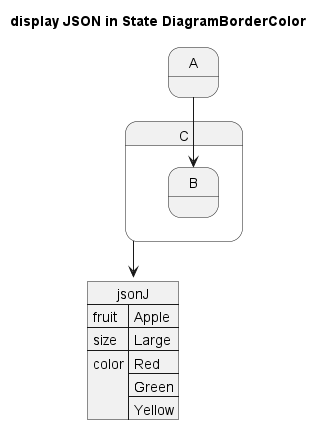 display JSON in State DiagramBorderColor
A
C
B
jsonJ
fruit Apple
size Large
color Red
Green
Yellow